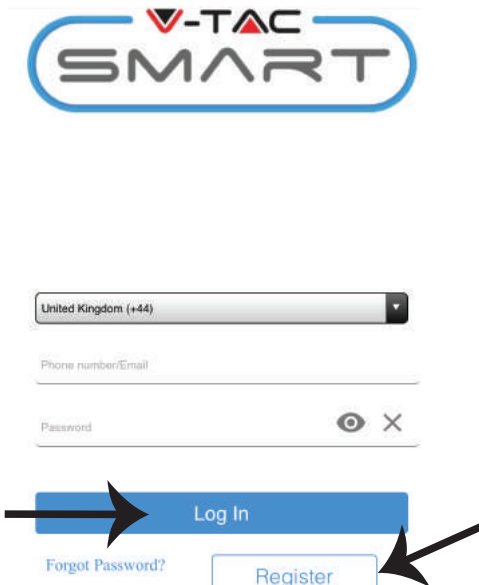 V-TAC
SMART
United Kingdom (+44)
Phone number/Email
Password
Log In
Forgot Password?
Register